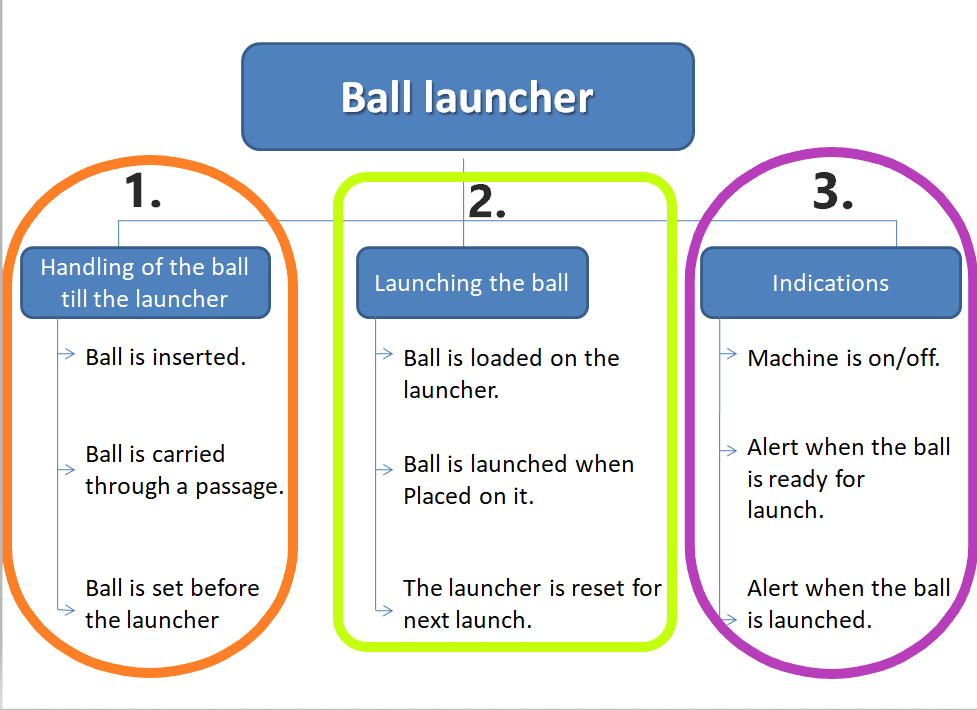 Ball launcher
1.
Handling of the ball
till the launcher
Ball is inserted.
Ball is carried
through a passage.
Ball is set before
the launcher
2.
Launching the ball
Ball is loaded on the
launcher.
Ball is launched when
Placed on it.
The launcher is reset for
next launch.
3.
Indications
Machine is on/off.
Alert when the ball
is ready for
launch.
Alert when the ball
is launched.